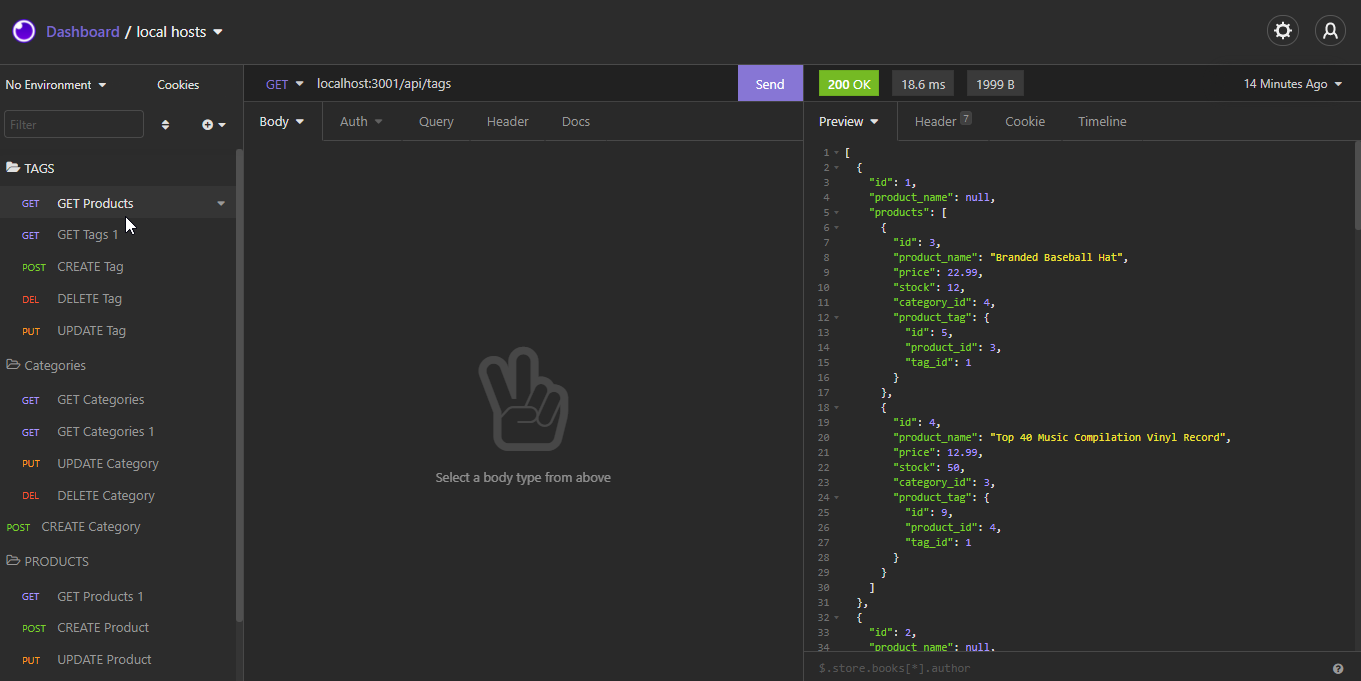 Dashboard / local hosts
No Environment
Cookies
Filter
TAGS
GET GET Products
GET GET Tags 1
POST CREATE Tag
DEL DELETE Tag
PUT UPDATE Tag
Categories
GET GET Categories
GET GET Categories 1
PUT UPDATE Category
DEL DELETE Category
POST CREATE Category
PRODUCTS
GET GET Products 1
POST CREATE Product
PUT UPDATE Product
GET localhost:3001/api/tags Send
Body Auth Query Header Docs
Select a body type from above
200 OK 18.6 ms 1999 B 14 Minutes Ago
Preview Header 7 Cookie Timeline
1 [
2 {
3 "id": 1,
4 "product_name": null,
5 "products": [
6 {
7 "id": 3,
8 "product_name": "Branded Baseball Hat",
9 "price": 22.99,
10 "stock": 12,
11 "category_id": 4,
12 "product_tag": {
13 "id": 5,
14 "product_id": 3,
15 "tag_id": 1
16 }
17 },
18 {
19 "id": 4,
20 "product_name": "Top 40 Music Compilation Vinyl Record",
21 "price": 12.99,
22 "stock": 50,
23 "category_id": 3,
24 "product_tag": {
25 "id": 9,
26 "product_id": 4,
27 "tag_id": 1
28 }
29 }
30 ]
31 },
32 {
33 "id": 2,
34 "product_name": null,
$.store.books[*].author